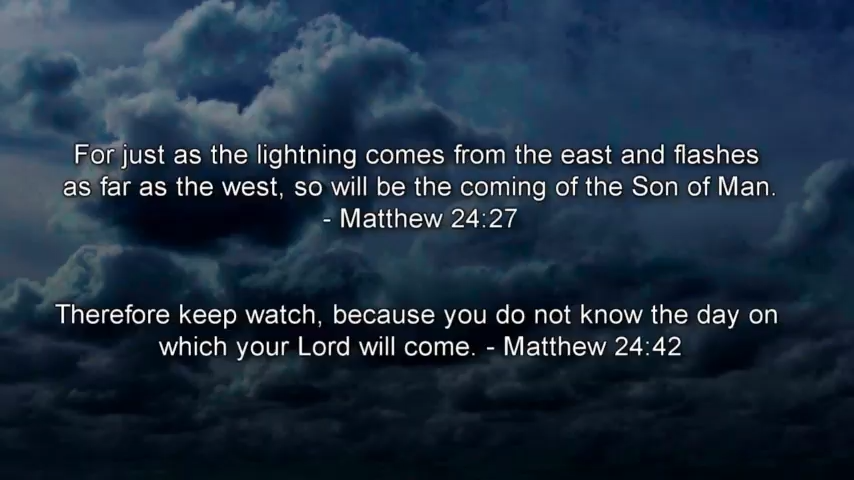 For just as the lightning comes from the east and flashes
as far as the west, so will be the coming of the Son of Man.
- Matthew 24:27
Therefore keep watch, because you do not know the day on
which your Lord will come. - Matthew 24:42